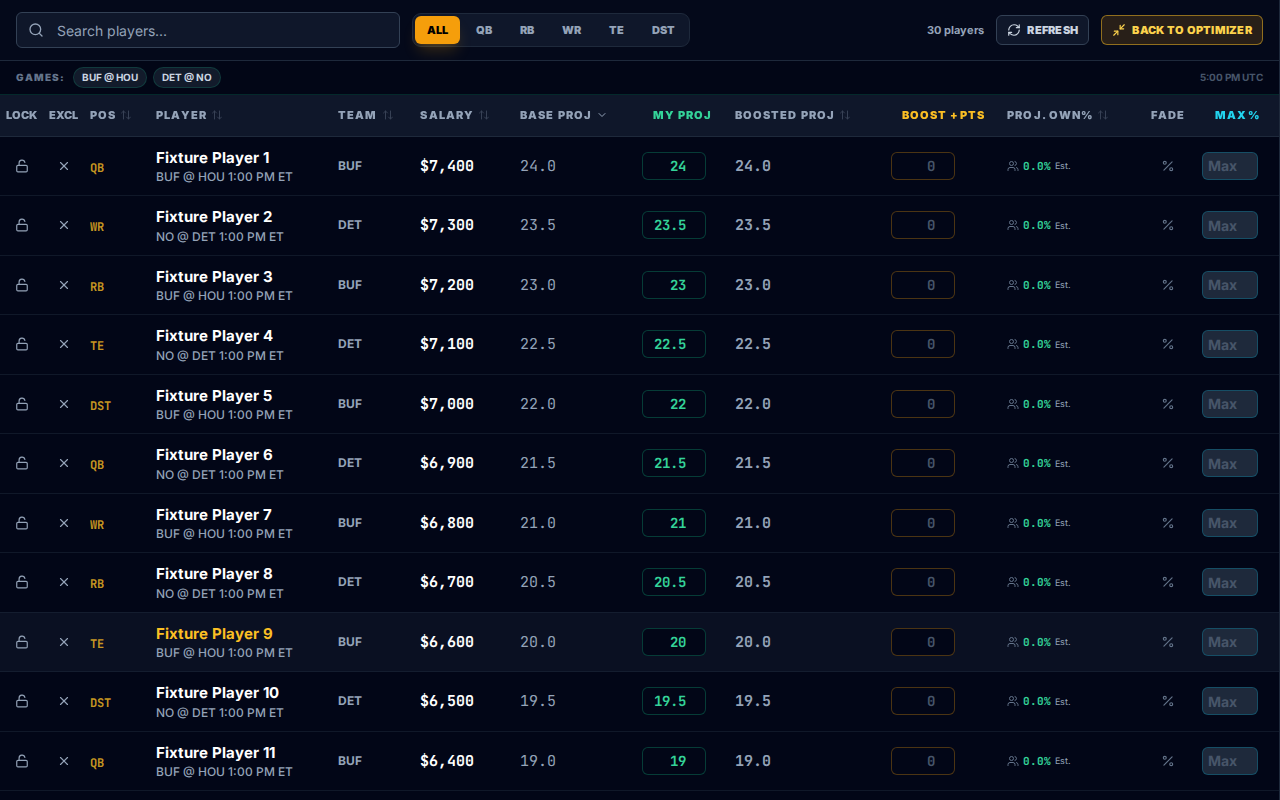 Search players...
ALL QB RB WR TE DST
30 players REFRESH BACK TO OPTIMIZER
GAMES: BUF @ HOU DET @ NO 5:00 PM UTC
LOCK EXCL POS PLAYER TEAM SALARY BASE PROJ MY PROJ BOOSTED PROJ BOOST +PTS PROJ. OWN% FADE MAX %
QB Fixture Player 1 BUF $7,400 24.0 24 24.0 0 0.0% Est. % Max
BUF @ HOU 1:00 PM ET
WR Fixture Player 2 DET $7,300 23.5 23.5 23.5 0 0.0% Est. % Max
NO @ DET 1:00 PM ET
RB Fixture Player 3 BUF $7,200 23.0 23 23.0 0 0.0% Est. % Max
BUF @ HOU 1:00 PM ET
TE Fixture Player 4 DET $7,100 22.5 22.5 22.5 0 0.0% Est. % Max
NO @ DET 1:00 PM ET
DST Fixture Player 5 BUF $7,000 22.0 22 22.0 0 0.0% Est. % Max
BUF @ HOU 1:00 PM ET
QB Fixture Player 6 DET $6,900 21.5 21.5 21.5 0 0.0% Est. % Max
NO @ DET 1:00 PM ET
WR Fixture Player 7 BUF $6,800 21.0 21 21.0 0 0.0% Est. % Max
BUF @ HOU 1:00 PM ET
RB Fixture Player 8 DET $6,700 20.5 20.5 20.5 0 0.0% Est. % Max
NO @ DET 1:00 PM ET
TE Fixture Player 9 BUF $6,600 20.0 20 20.0 0 0.0% Est. % Max
BUF @ HOU 1:00 PM ET
DST Fixture Player 10 DET $6,500 19.5 19.5 19.5 0 0.0% Est. % Max
NO @ DET 1:00 PM ET
QB Fixture Player 11 BUF $6,400 19.0 19 19.0 0 0.0% Est. % Max
BUF @ HOU 1:00 PM ET